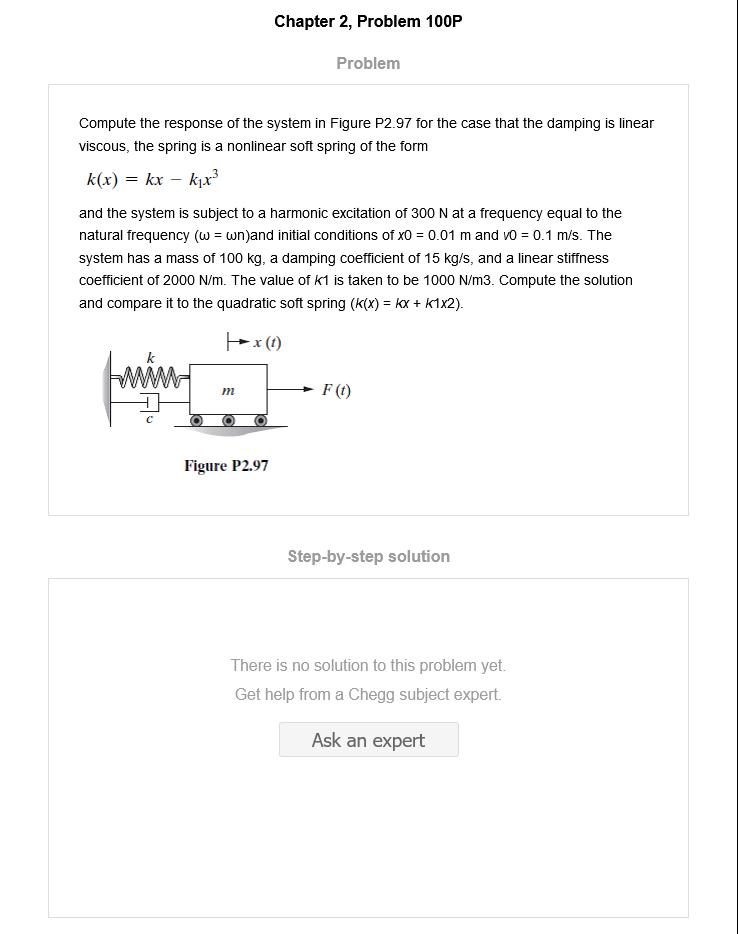 Chapter 2, Problem 100P
Problem
Compute the response of the system in Figure P2.97 for the case that the damping is linear
viscous, the spring is a nonlinear soft spring of the form
k(x) = kx − k₁x³
and the system is subject to a harmonic excitation of 300 N at a frequency equal to the
natural frequency (ω = ωn)and initial conditions of x0 = 0.01 m and v0 = 0.1 m/s. The
system has a mass of 100 kg, a damping coefficient of 15 kg/s, and a linear stiffness
coefficient of 2000 N/m. The value of k1 is taken to be 1000 N/m3. Compute the solution
and compare it to the quadratic soft spring (k(x) = kx + k1x2).
x (t)
k
m
F (t)
c
Figure P2.97
Step-by-step solution
There is no solution to this problem yet.
Get help from a Chegg subject expert.
Ask an expert